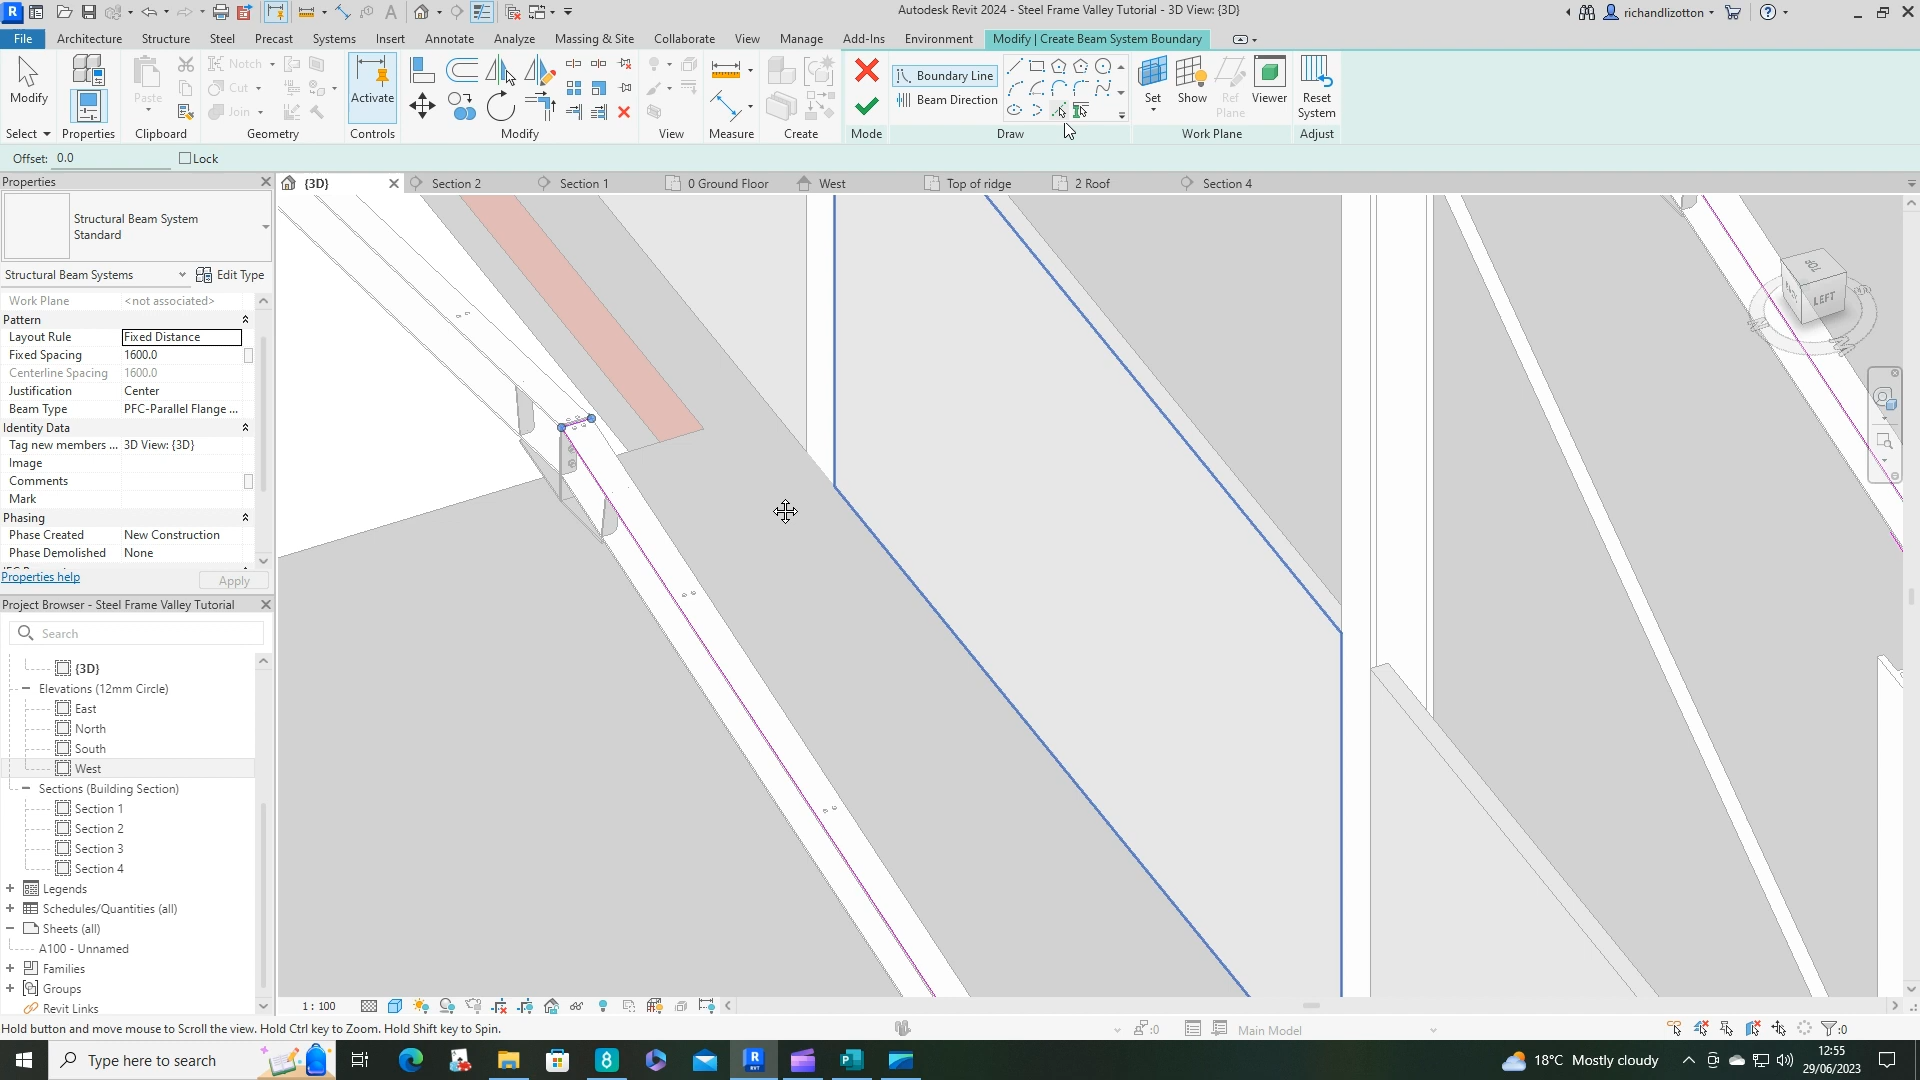 Autodesk Revit 2024 - Steel Frame Valley Tutorial - 3D View: {3D}
richandlizotton
File Architecture Structure Steel Precast Systems Insert Annotate Analyze Massing & Site Collaborate View Manage Add-Ins Environment Modify | Create Beam System Boundary
Modify
Select
Properties
Paste
Clipboard
Notch
Cut
Join
Geometry
Activate
Controls
Modify
View
Measure
Create
Mode
Boundary Line
Beam Direction
Draw
Set
Show
Ref
Plane
Viewer
Work Plane
Reset
System
Adjust
Offset: 0.0
Lock
Properties
Structural Beam System
Standard
Structural Beam Systems
Edit Type
Work Plane <not associated>
Pattern
Layout Rule Fixed Distance
Fixed Spacing 1600.0
Centerline Spacing 1600.0
Justification Center
Beam Type PFC-Parallel Flange ...
Identity Data
Tag new members ... 3D View: {3D}
Image
Comments
Mark
Phasing
Phase Created New Construction
Phase Demolished None
Properties help
Apply
Project Browser - Steel Frame Valley Tutorial
Search
{3D}
Elevations (12mm Circle)
East
North
South
West
Sections (Building Section)
Section 1
Section 2
Section 3
Section 4
Legends
Schedules/Quantities (all)
Sheets (all)
A100 - Unnamed
Families
Groups
Revit Links
{3D}
Section 2
Section 1
0 Ground Floor
West
Top of ridge
2 Roof
Section 4
TOP
LEFT
1 : 100
Hold button and move mouse to Scroll the view. Hold Ctrl key to Zoom. Hold Shift key to Spin.
:0
Main Model
:0
Type here to search
18°C Mostly cloudy
12:55
29/06/2023